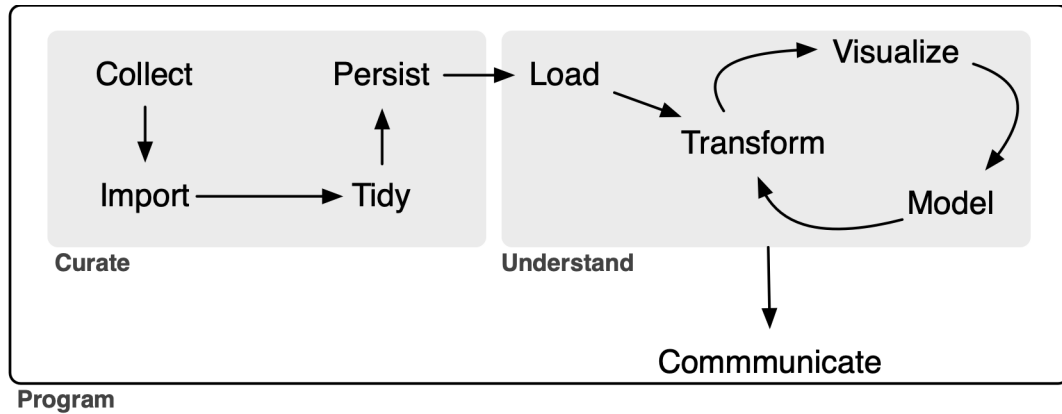 Collect
Persist
Load
Visualize
Transform
Import
Tidy
Model
Curate
Understand
Commmunicate
Program